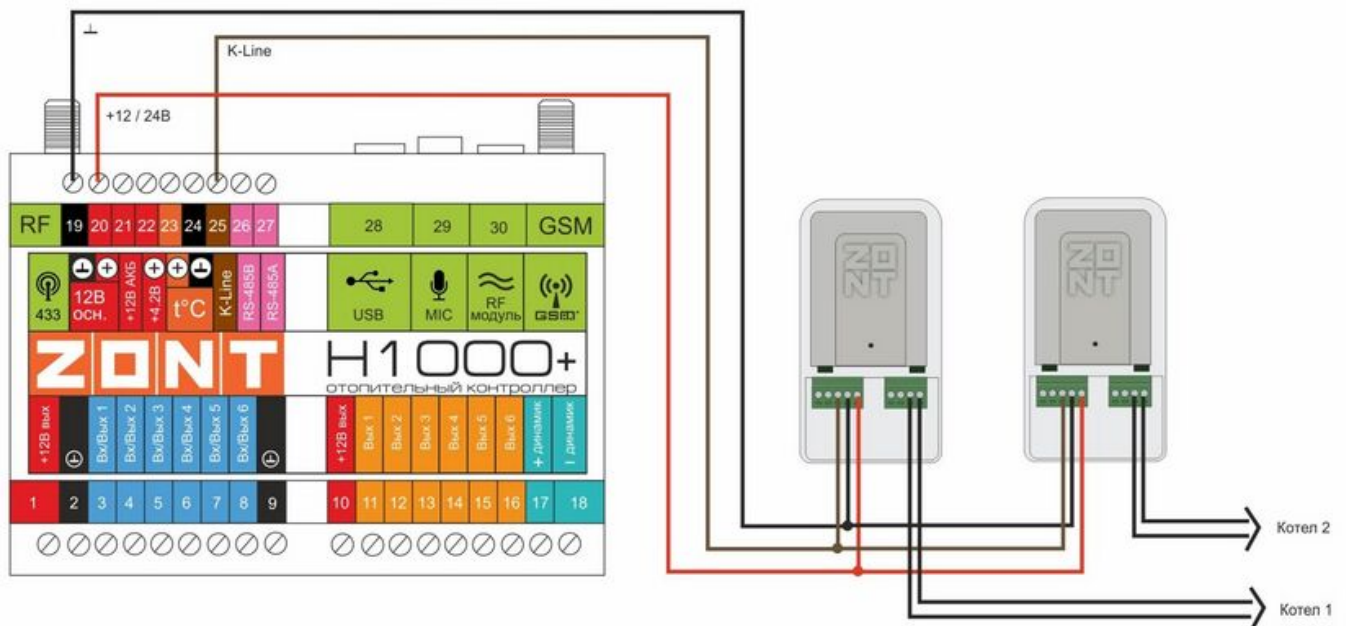 ⊥
K-Line
+12 / 24В
RF 19 20 21 22 23 24 25 26 27 28 29 30 GSM
433
12В
осн.
+12В АКБ
+4.2В
t°C
K-Line
RS-485B
RS-485A
USB
MIC
RF
модуль
GSM
ZONT
H1000+
отопительный контроллер
+12В вых
Вх/Вых 1
Вх/Вых 2
Вх/Вых 3
Вх/Вых 4
Вх/Вых 5
Вх/Вых 6
+12В вых
Вых 1
Вых 2
Вых 3
Вых 4
Вых 5
Вых 6
+ динамик
– динамик
1 2 3 4 5 6 7 8 9 10 11 12 13 14 15 16 17 18
ZO
NT
ZO
NT
Котел 2
Котел 1